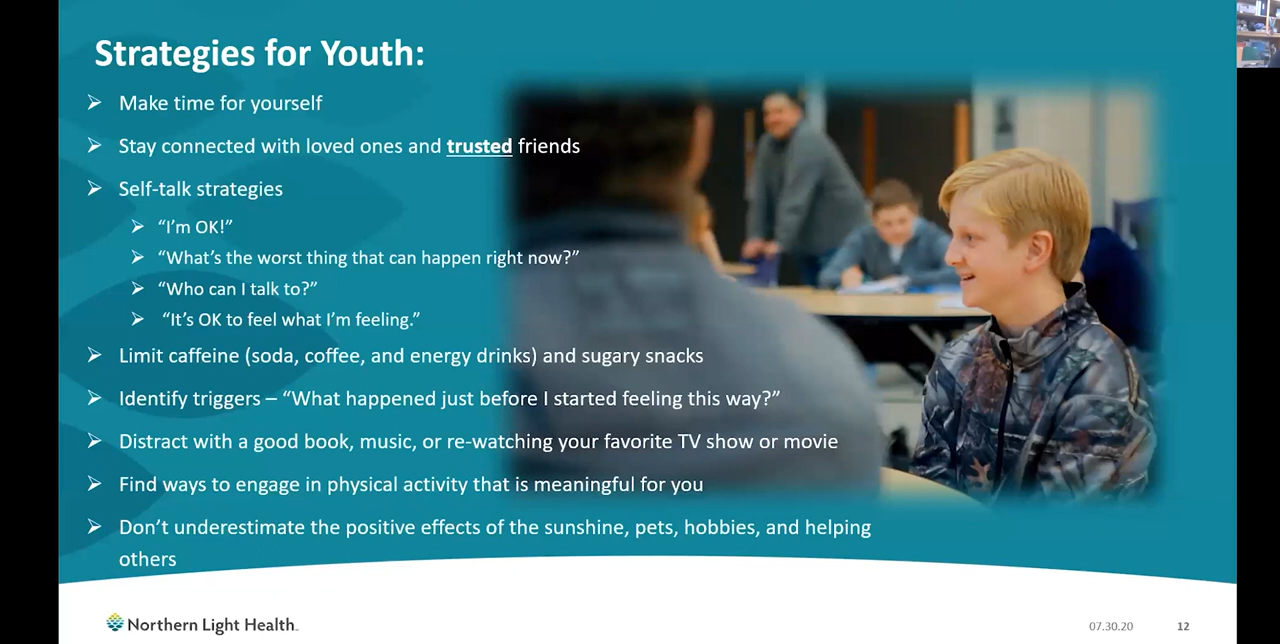 Strategies for Youth:
➢ Make time for yourself
➢ Stay connected with loved ones and trusted friends
➢ Self-talk strategies
➢ “I’m OK!”
➢ “What’s the worst thing that can happen right now?”
➢ “Who can I talk to?”
➢ “It’s OK to feel what I’m feeling.”
➢ Limit caffeine (soda, coffee, and energy drinks) and sugary snacks
➢ Identify triggers – “What happened just before I started feeling this way?”
➢ Distract with a good book, music, or re-watching your favorite TV show or movie
➢ Find ways to engage in physical activity that is meaningful for you
➢ Don’t underestimate the positive effects of the sunshine, pets, hobbies, and helping
others
Northern Light Health.
07.30.20
12